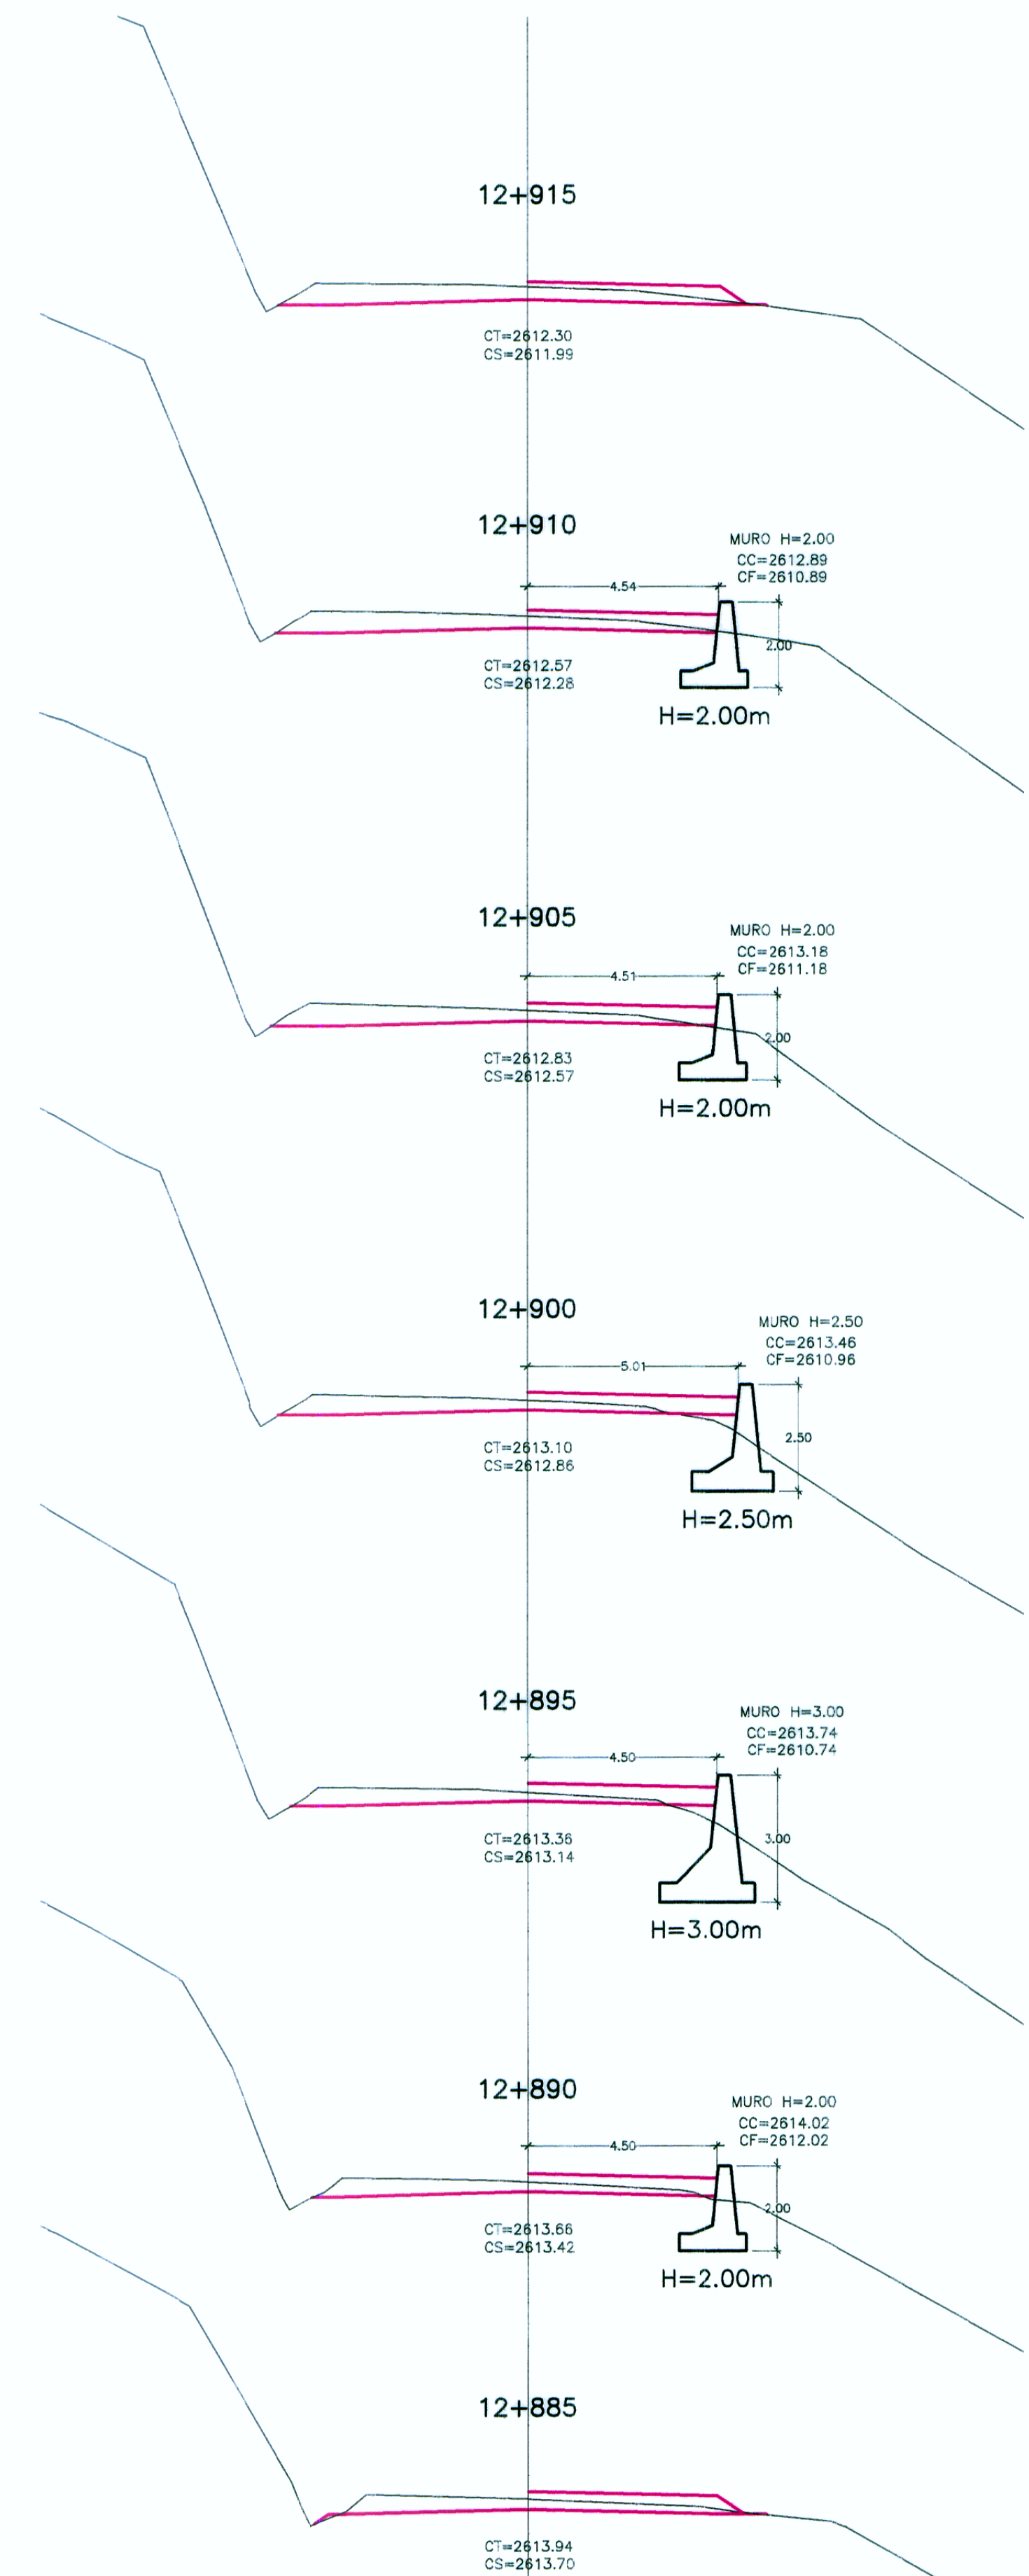 12+915
CT=2612.30
CS=2611.99
12+910
MURO H=2.00
CC=2612.89
CF=2610.89
4.54
2.00
CT=2612.57
CS=2612.28
H=2.00m
12+905
MURO H=2.00
CC=2613.18
CF=2611.18
4.51
2.00
CT=2612.83
CS=2612.57
H=2.00m
12+900
MURO H=2.50
CC=2613.46
CF=2610.96
5.01
2.50
CT=2613.10
CS=2612.86
H=2.50m
12+895
MURO H=3.00
CC=2613.74
CF=2610.74
4.50
3.00
CT=2613.36
CS=2613.14
H=3.00m
12+890
MURO H=2.00
CC=2614.02
CF=2612.02
4.50
2.00
CT=2613.66
CS=2613.42
H=2.00m
12+885
CT=2613.94
CS=2613.70